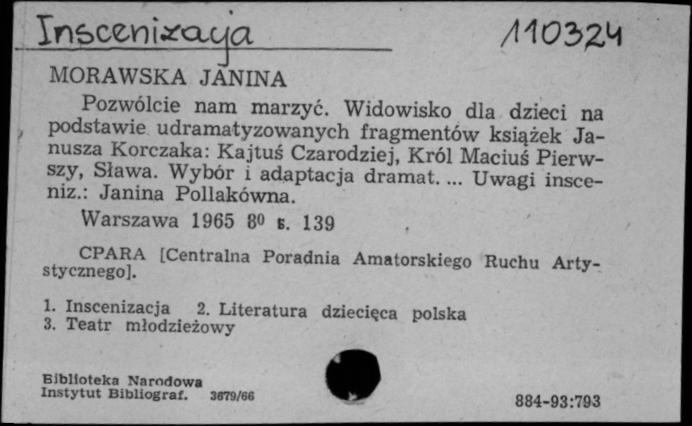 Inscenizacja 110324
MORAWSKA JANINA
Pozwólcie nam marzyć. Widowisko dla dzieci na
podstawie udramatyzowanych fragmentów książek Ja-
nusza Korczaka: Kajtuś Czarodziej, Król Maciuś Pierw-
szy, Sława. Wybór i adaptacja dramat. ... Uwagi insce-
niz.: Janina Pollakówna.
Warszawa 1965 8⁰ s. 139
CPARA [Centralna Poradnia Amatorskiego Ruchu Arty-
stycznego].
1. Inscenizacja 2. Literatura dziecięca polska
3. Teatr młodzieżowy
Biblioteka Narodowa
Instytut Bibliograf. 3679/66
884-93:793